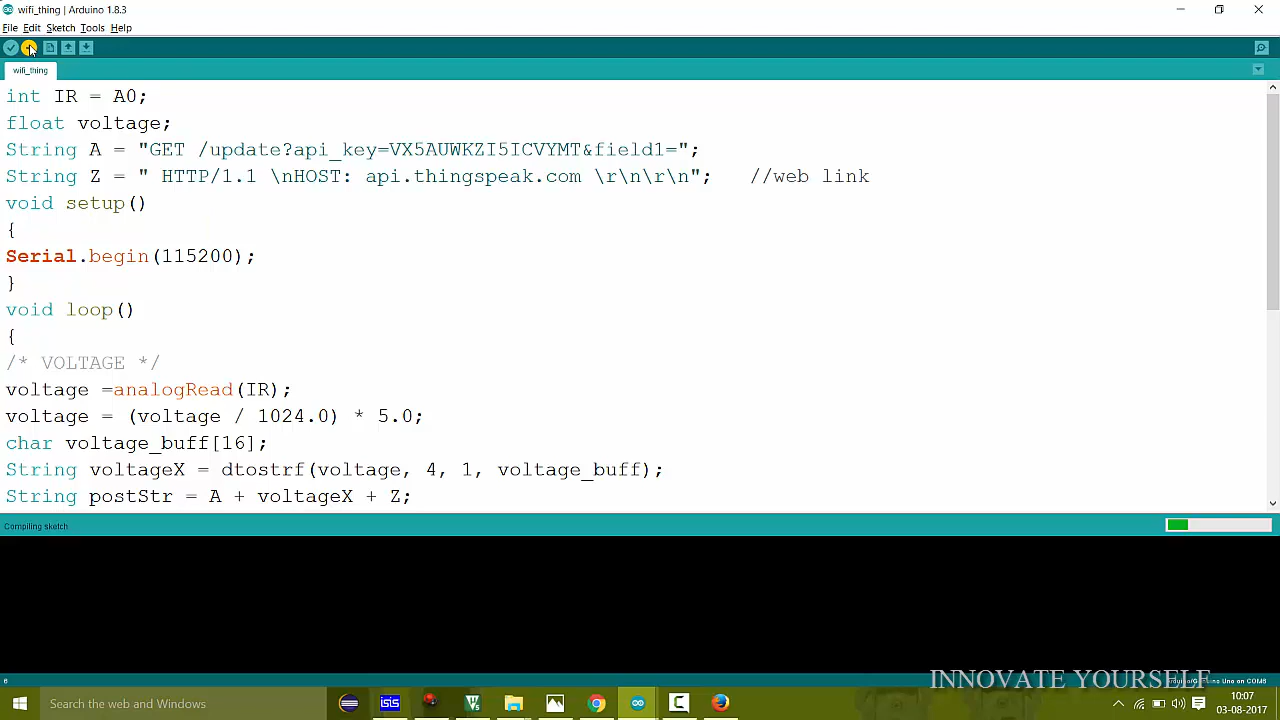 wifi_thing | Arduino 1.8.3
File Edit Sketch Tools Help
wifi_thing
int IR = A0;
float voltage;
String A = "GET /update?api_key=VX5AUWKZI5ICVYMT&field1=";
String Z = " HTTP/1.1 \nHOST: api.thingspeak.com \r\n\r\n"; //web link
void setup()
{
Serial.begin(115200);
}
void loop()
{
/* VOLTAGE */
voltage =analogRead(IR);
voltage = (voltage / 1024.0) * 5.0;
char voltage_buff[16];
String voltageX = dtostrf(voltage, 4, 1, voltage_buff);
String postStr = A + voltageX + Z;
Compiling sketch
6
INNOVATE YOURSELF
Search the web and Windows
isis
10:07
03-08-2017